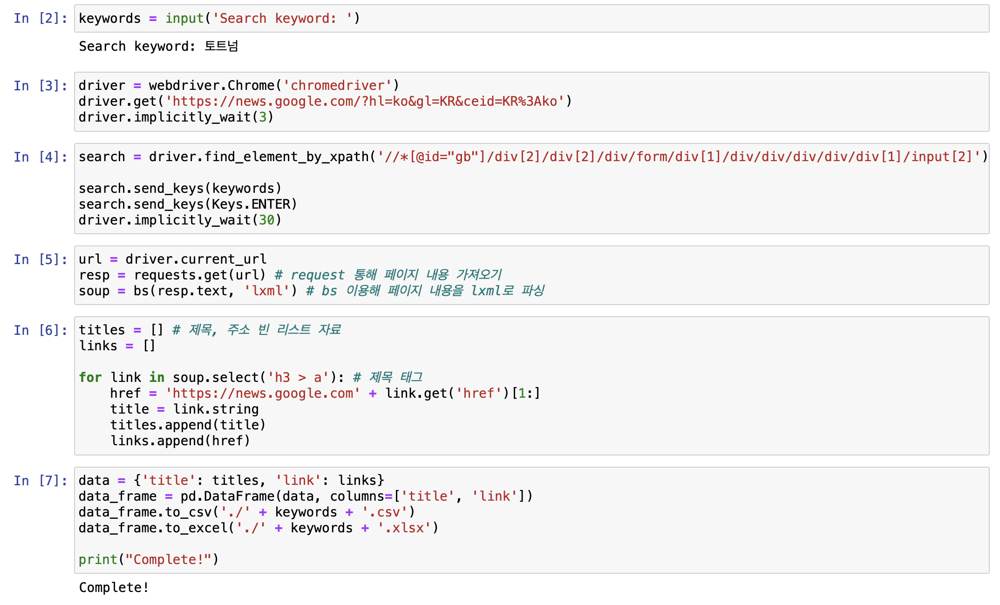 In [2]: keywords = input('Search keyword: ')
Search keyword: 토트넘
In [3]: driver = webdriver.Chrome('chromedriver')
driver.get('https://news.google.com/?hl=ko&gl=KR&ceid=KR%3Ako')
driver.implicitly_wait(3)
In [4]: search = driver.find_element_by_xpath('//*[@id="gb"]/div[2]/div[2]/div/form/div[1]/div/div/div/div/div[1]/input[2]')
search.send_keys(keywords)
search.send_keys(Keys.ENTER)
driver.implicitly_wait(30)
In [5]: url = driver.current_url
resp = requests.get(url) # request 통해 페이지 내용 가져오기
soup = bs(resp.text, 'lxml') # bs 이용해 페이지 내용을 lxml로 파싱
In [6]: titles = [] # 제목, 주소 빈 리스트 자료
links = []
for link in soup.select('h3 > a'): # 제목 태그
    href = 'https://news.google.com' + link.get('href')[1:]
    title = link.string
    titles.append(title)
    links.append(href)
In [7]: data = {'title': titles, 'link': links}
data_frame = pd.DataFrame(data, columns=['title', 'link'])
data_frame.to_csv('./' + keywords + '.csv')
data_frame.to_excel('./' + keywords + '.xlsx')
print("Complete!")
Complete!